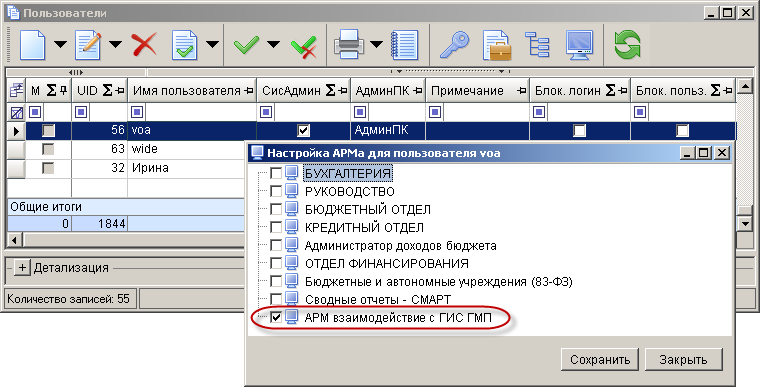 Пользователи
М Σ UID Σ Имя пользователя СисАдмин Σ АдминПК Примечание Блок. логин Σ Блок. польз. Σ
56 voa АдминПК
63 wide
32 Ирина
Общие итоги
0 1844
+ Детализация
Количество записей: 55
Настройка АРМа для пользователя voa
БУХГАЛТЕРИЯ
РУКОВОДСТВО
БЮДЖЕТНЫЙ ОТДЕЛ
КРЕДИТНЫЙ ОТДЕЛ
Администратор доходов бюджета
ОТДЕЛ ФИНАНСИРОВАНИЯ
Бюджетные и автономные учреждения (83-ФЗ)
Сводные отчеты - СМАРТ
АРМ взаимодействие с ГИС ГМП
Сохранить Закрыть